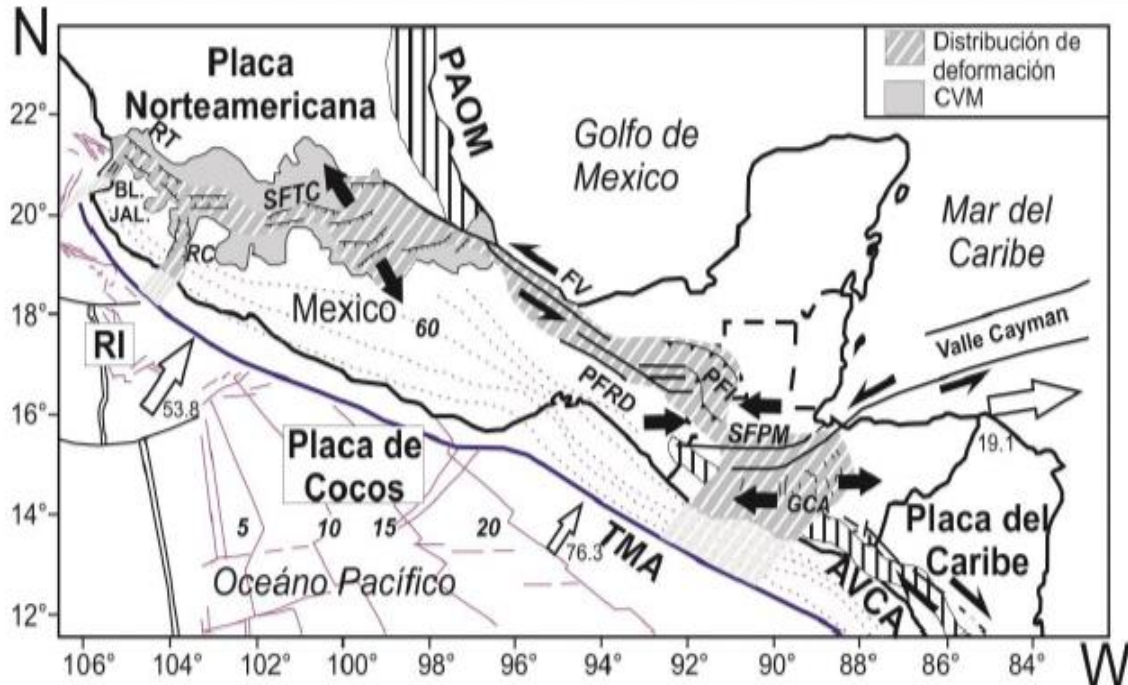 N
Distribución de
deformación
CVM
Placa
Norteamericana
PAOM
Golfo de
Mexico
Mar del
Caribe
22°
20°
18°
16°
14°
12°
RT
SFTC
BL.
JAL.
RC
FV
Mexico
60
Valle Cayman
RI
53.8
PFRD
PFI
SFPM
19.1
Placa de
Cocos
GCA
Placa del
Caribe
5
10
15
20
76.3
TMA
AVCA
Oceáno Pacífico
106°
104°
102°
100°
98°
96°
94°
92°
90°
88°
86°
84°
W